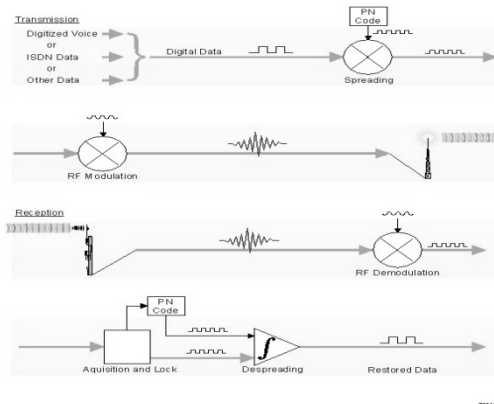 Transmission
Digitized Voice
or
ISDN Data
or
Other Data
Digital Data
PN
Code
Spreading
RF Modulation
Reception
RF Demodulation
PN
Code
Aquisition and Lock
Despreading
Restored Data